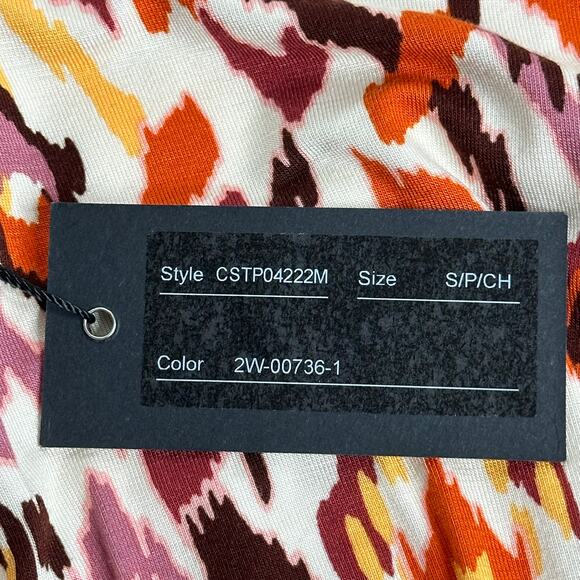 Style CSTP04222M Size S/P/CH
Color 2W-00736-1